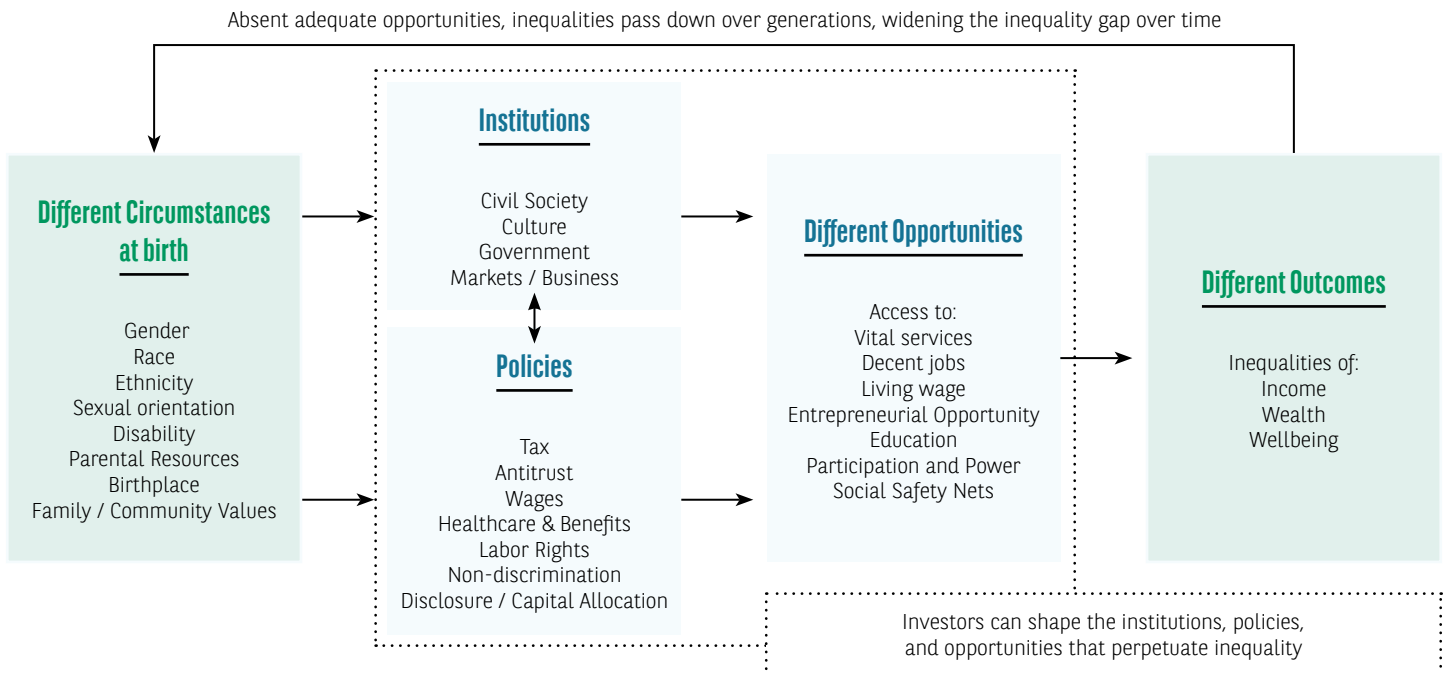 Absent adequate opportunities, inequalities pass down over generations, widening the inequality gap over time
Different Circumstances
at birth
Gender
Race
Ethnicity
Sexual orientation
Disability
Parental Resources
Birthplace
Family / Community Values
Institutions
Civil Society
Culture
Government
Markets / Business
Policies
Tax
Antitrust
Wages
Healthcare & Benefits
Labor Rights
Non-discrimination
Disclosure / Capital Allocation
Different Opportunities
Access to:
Vital services
Decent jobs
Living wage
Entrepreneurial Opportunity
Education
Participation and Power
Social Safety Nets
Different Outcomes
Inequalities of:
Income
Wealth
Wellbeing
Investors can shape the institutions, policies,
and opportunities that perpetuate inequality